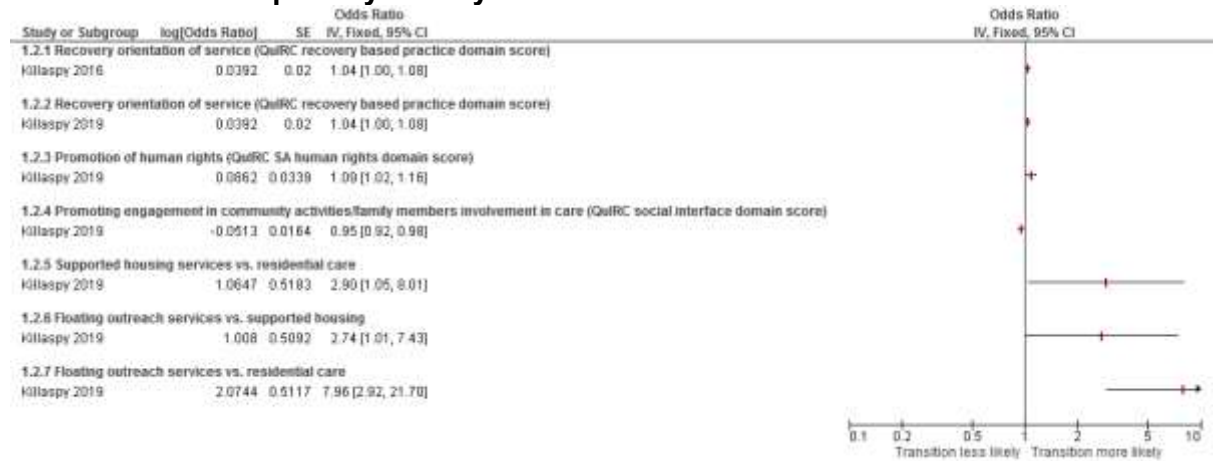 Odds Ratio Odds Ratio
Study or Subgroup log[Odds Ratio] SE IV, Fixed, 95% CI IV, Fixed, 95% CI
1.2.1 Recovery orientation of service (QuIRC recovery based practice domain score)
Killaspy 2016 0.0392 0.02 1.04 [1.00, 1.08]
1.2.2 Recovery orientation of service (QuIRC recovery based practice domain score)
Killaspy 2019 0.0392 0.02 1.04 [1.00, 1.08]
1.2.3 Promotion of human rights (QuIRC SA human rights domain score)
Killaspy 2019 0.0862 0.0339 1.09 [1.02, 1.16]
1.2.4 Promoting engagement in community activities/family members involvement in care (QuIRC social interface domain score)
Killaspy 2019 -0.0513 0.0164 0.95 [0.92, 0.98]
1.2.5 Supported housing services vs. residential care
Killaspy 2019 1.0647 0.5183 2.90 [1.05, 8.01]
1.2.6 Floating outreach services vs. supported housing
Killaspy 2019 1.008 0.5092 2.74 [1.01, 7.43]
1.2.7 Floating outreach services vs. residential care
Killaspy 2019 2.0744 0.5117 7.96 [2.92, 21.70]
0.1 0.2 0.5 1 2 5 10
Transition less likely Transition more likely